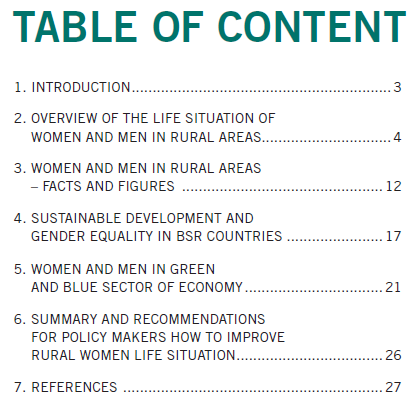 TABLE OF CONTENT
1. INTRODUCTION.......................................................3
2. OVERVIEW OF THE LIFE SITUATION OF
WOMEN AND MEN IN RURAL AREAS............................4
3. WOMEN AND MEN IN RURAL AREAS
– FACTS AND FIGURES ...........................................12
4. SUSTAINABLE DEVELOPMENT AND
GENDER EQUALITY IN BSR COUNTRIES .....................17
5. WOMEN AND MEN IN GREEN
AND BLUE SECTOR OF ECONOMY..............................21
6. SUMMARY AND RECOMMENDATIONS
FOR POLICY MAKERS HOW TO IMPROVE
RURAL WOMEN LIFE SITUATION................................26
7. REFERENCES .......................................................27